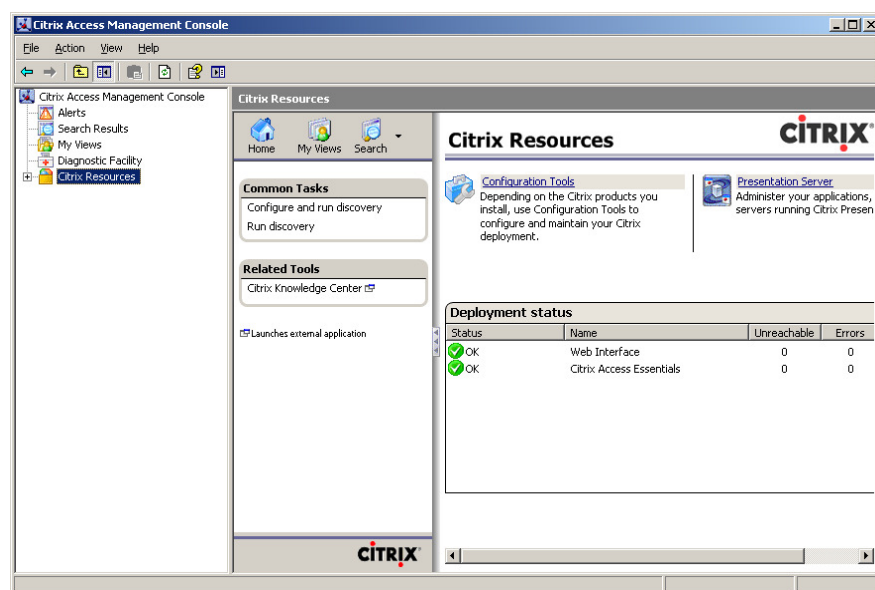 Citrix Access Management Console
File Action View Help
Citrix Access Management Console
Alerts
Search Results
My Views
Diagnostic Facility
Citrix Resources
Citrix Resources
Home My Views Search
Common Tasks
Configure and run discovery
Run discovery
Related Tools
Citrix Knowledge Center
Launches external application
CITRIX
Citrix Resources
CITRIX
Configuration Tools
Depending on the Citrix products you
install, use Configuration Tools to
configure and maintain your Citrix
deployment.
Presentation Server
Administer your applications,
servers running Citrix Presen
Deployment status
Status Name Unreachable Errors
OK Web Interface 0 0
OK Citrix Access Essentials 0 0